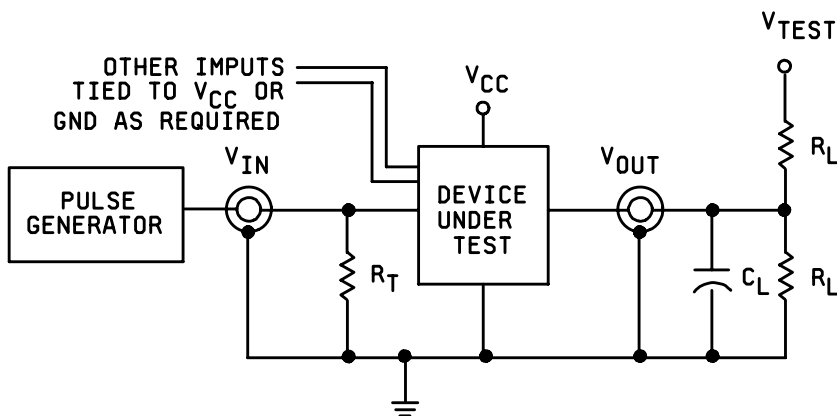 V_TEST
OTHER IMPUTS
TIED TO V_CC OR
GND AS REQUIRED
V_CC
R_L
V_IN
V_OUT
PULSE
GENERATOR
DEVICE
UNDER
TEST
R_T
C_L
R_L